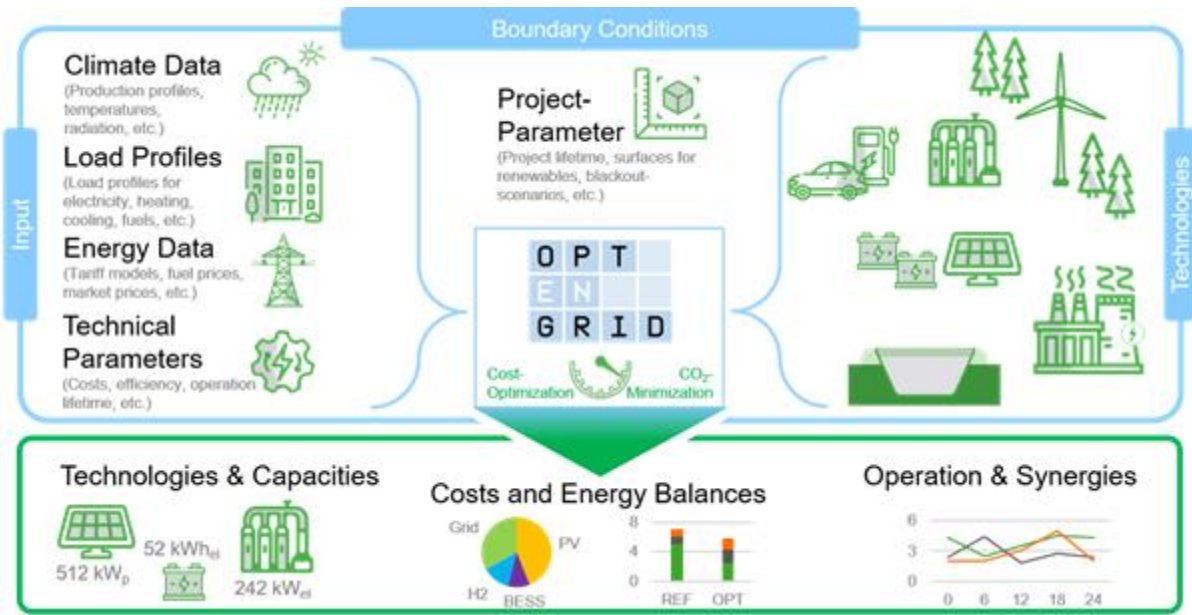 Boundary Conditions
Input
Climate Data
(Production profiles,
temperatures,
radiation, etc.)
Load Profiles
(Load profiles for
electricity, heating,
cooling, fuels, etc.)
Energy Data
(Tariff models, fuel prices,
market prices, etc.)
Technical
Parameters
(Costs, efficiency, operation
lifetime, etc.)
Project-
Parameter
(Project lifetime, surfaces for
renewables, blackout-
scenarios, etc.)
OPT
EN
GRID
Cost-
Optimization
CO₂-
Minimization
Technologies
Technologies & Capacities
512 kWₚ
52 kWhₑₗ
242 kWₑₗ
Costs and Energy Balances
Grid
PV
H2
BESS
8
4
0
REF OPT
Operation & Synergies
6
3
0
0 6 12 18 24